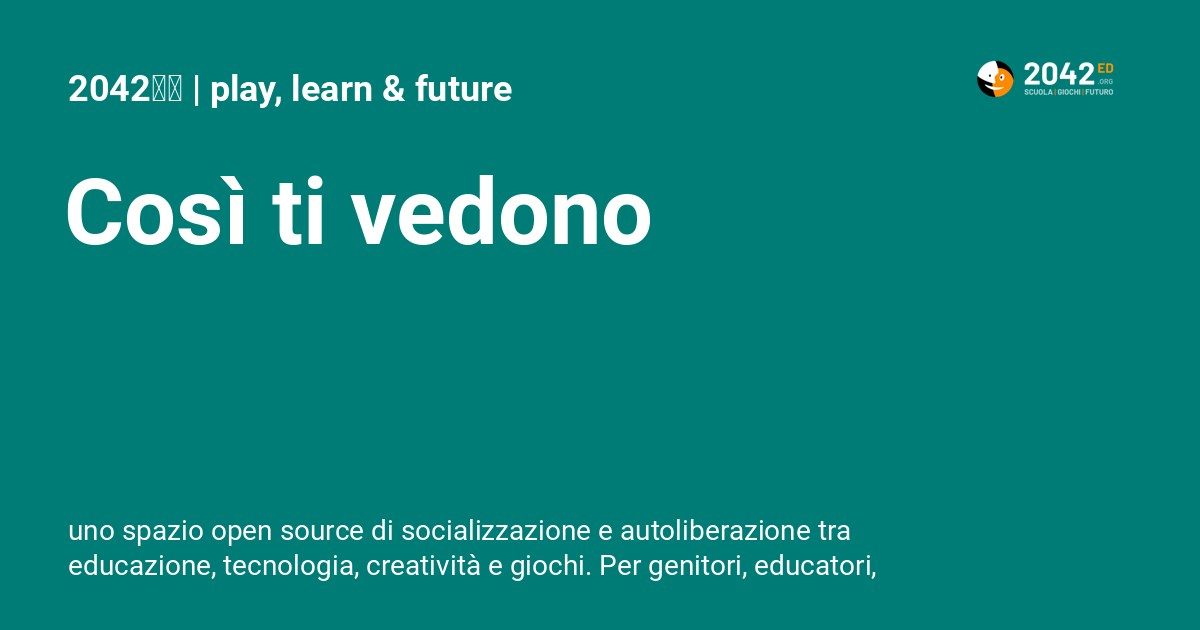 2042 | play, learn & future
2042 ED
.ORG
SCUOLA | GIOCHI | FUTURO
Così ti vedono
uno spazio open source di socializzazione e autoliberazione tra
educazione, tecnologia, creatività e giochi. Per genitori, educatori,